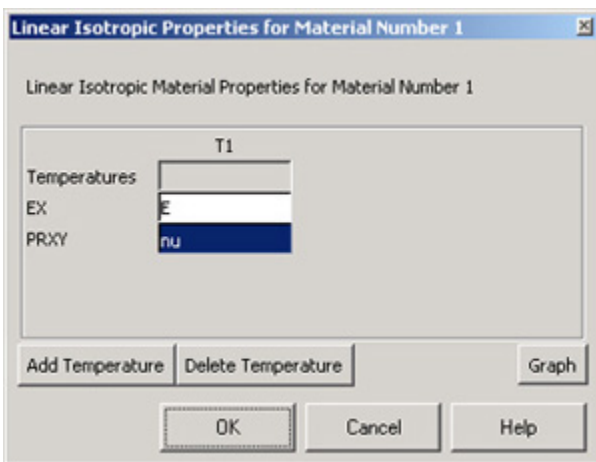 Linear Isotropic Properties for Material Number 1
Linear Isotropic Material Properties for Material Number 1
T1
Temperatures
EX E
PRXY nu
Add Temperature Delete Temperature Graph
OK Cancel Help